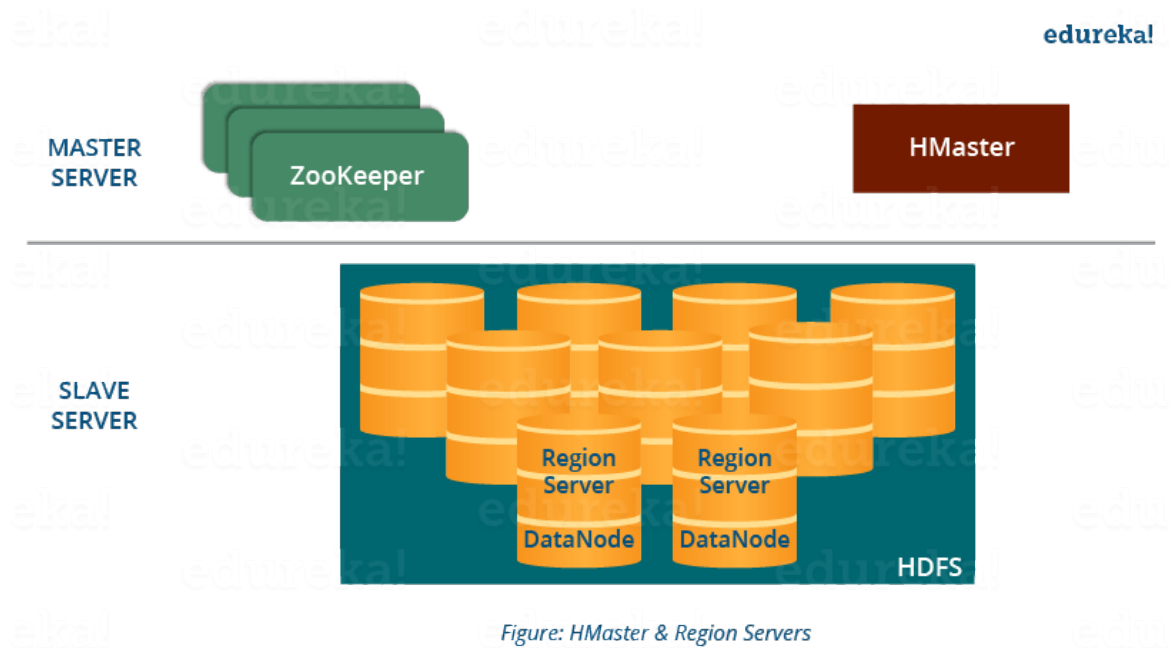 edureka!
MASTER
SERVER
ZooKeeper
HMaster
SLAVE
SERVER
Region
Server
DataNode
Region
Server
DataNode
HDFS
Figure: HMaster & Region Servers